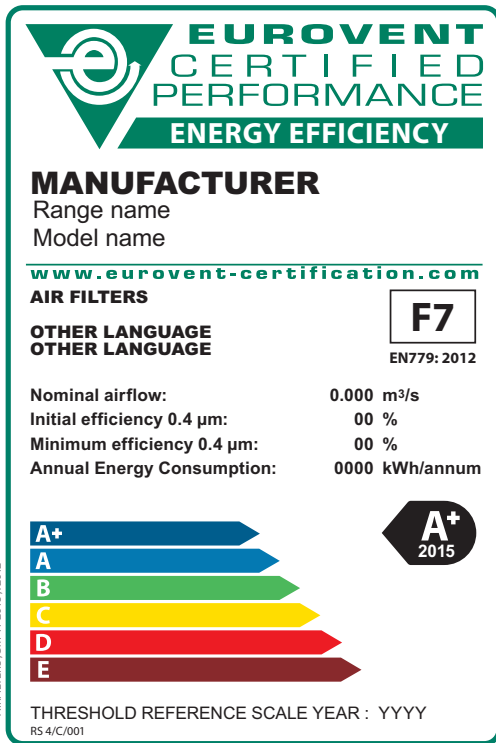 EUROVENT
CERTIFIED
PERFORMANCE
ENERGY EFFICIENCY
MANUFACTURER
Range name
Model name
www.eurovent-certification.com
AIR FILTERS
OTHER LANGUAGE
OTHER LANGUAGE
F7
EN779: 2012
Nominal airflow: 0.000 m3/s
Initial efficiency 0.4 µm: 00 %
Minimum efficiency 0.4 µm: 00 %
Annual Energy Consumption: 0000 kWh/annum
A+
A
B
C
D
E
A+
2015
THRESHOLD REFERENCE SCALE YEAR : YYYY
RS 4/C/001